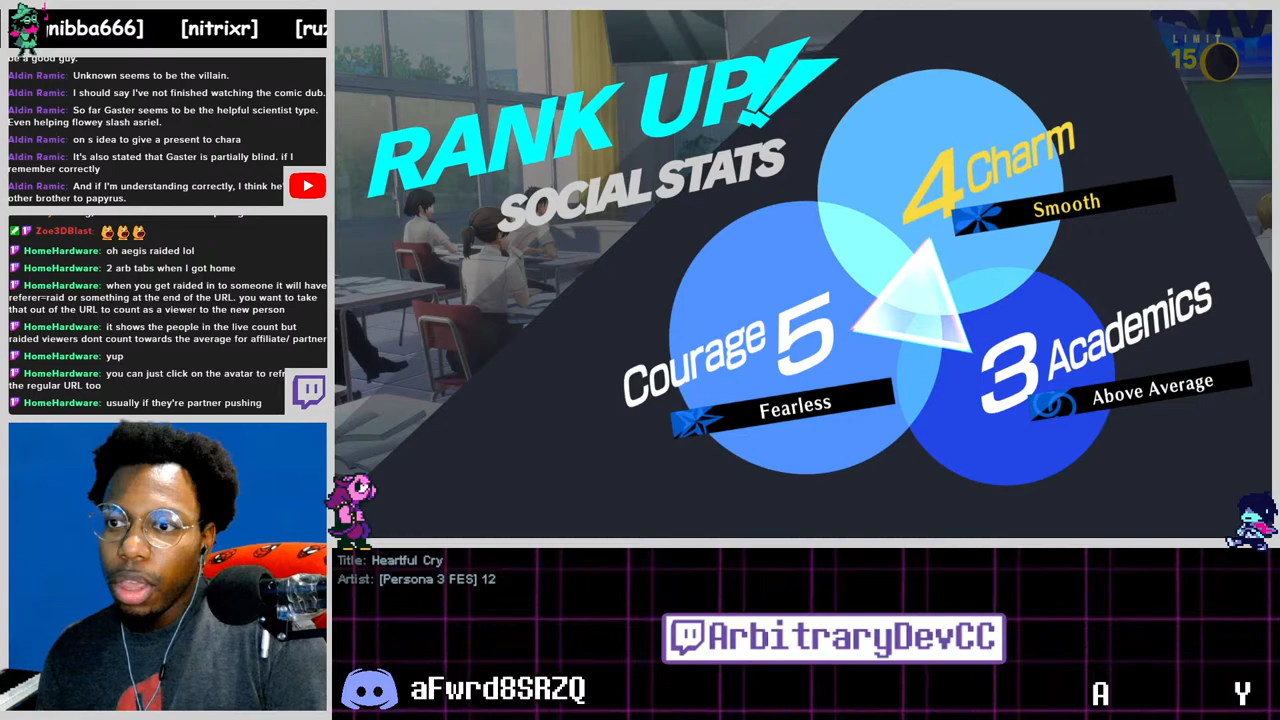 nibba666] [nitrixr] [ru
be a good guy.
Aldin Ramic: Unknown seems to be the villain.
Aldin Ramic: I should say I've not finished watching the comic dub.
Aldin Ramic: So far Gaster seems to be the helpful scientist type.
Even helping flowey slash asriel.
Aldin Ramic: on s idea to give a present to chara
Aldin Ramic: It's also stated that Gaster is partially blind. if I
remember correctly
Aldin Ramic: And if I'm understanding correctly, I think he
other brother to papyrus.
Zoe3DBlast:
HomeHardware: oh aegis raided lol
HomeHardware: 2 arb tabs when I got home
HomeHardware: when you get raided in to someone it will have
referer=raid or something at the end of the URL. you want to
take that out of the URL to count as a viewer to the new
person
HomeHardware: it shows the people in the live count but
raided viewers dont count towards the average for affiliate/ partner
HomeHardware: yup
HomeHardware: you can just click on the avatar to refr
the regular URL too
HomeHardware: usually if they're partner pushing
RANK UP!!
SOCIAL STATS
LIMIT
15
4 Charm
Smooth
Courage 5
Fearless
3 Academics
Above Average
Title: Heartful Cry
Artist: [Persona 3 FES] 12
ArbitraryDevCC
aFwrd8SRZQ
A Y